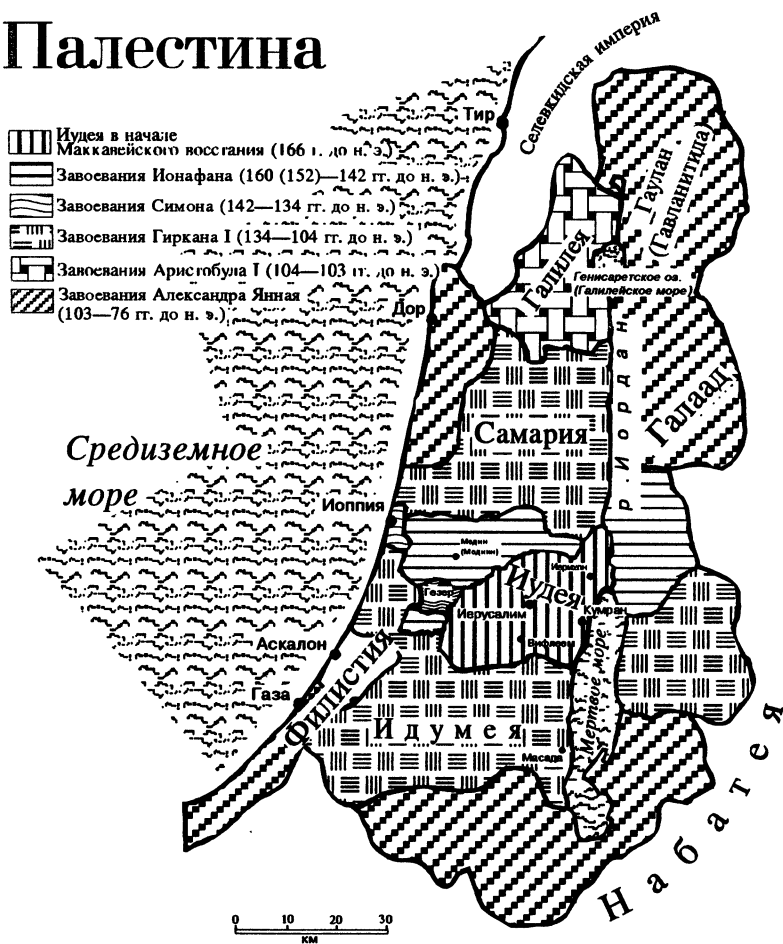 Палестина
Иудея в начале
Маккавейского восстания (166 г. до н. э.)
Завоевания Ионафана (160 (152)—142 гг. до н. э.)
Завоевания Симона (142—134 гг. до н. э.)
Завоевания Гиркана I (134—104 гг. до н. э.)
Завоевания Аристобула I (104—103 гг. до н. э.)
Завоевания Александра Янная
(103—76 гг. до н. э.)
Селевкидская империя
Тир
Гаулан
(Гавланитида)
Галилея
Генисаретское оз.
(Галилейское море)
Дор
р. Иордан
Галаад
Самария
Средиземное
море
Иоппия
Модин
(Модиин)
Гезер
Иудея
Иерихон
Иерусалим
Кумран
Вифлеем
Аскалон
Газа
Филистия
Мертвое море
Идумея
Масада
Набатея
0 10 20 30
км